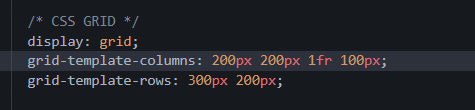 /* CSS GRID */
display: grid;
grid-template-columns: 200px 200px 1fr 100px;
grid-template-rows: 300px 200px;